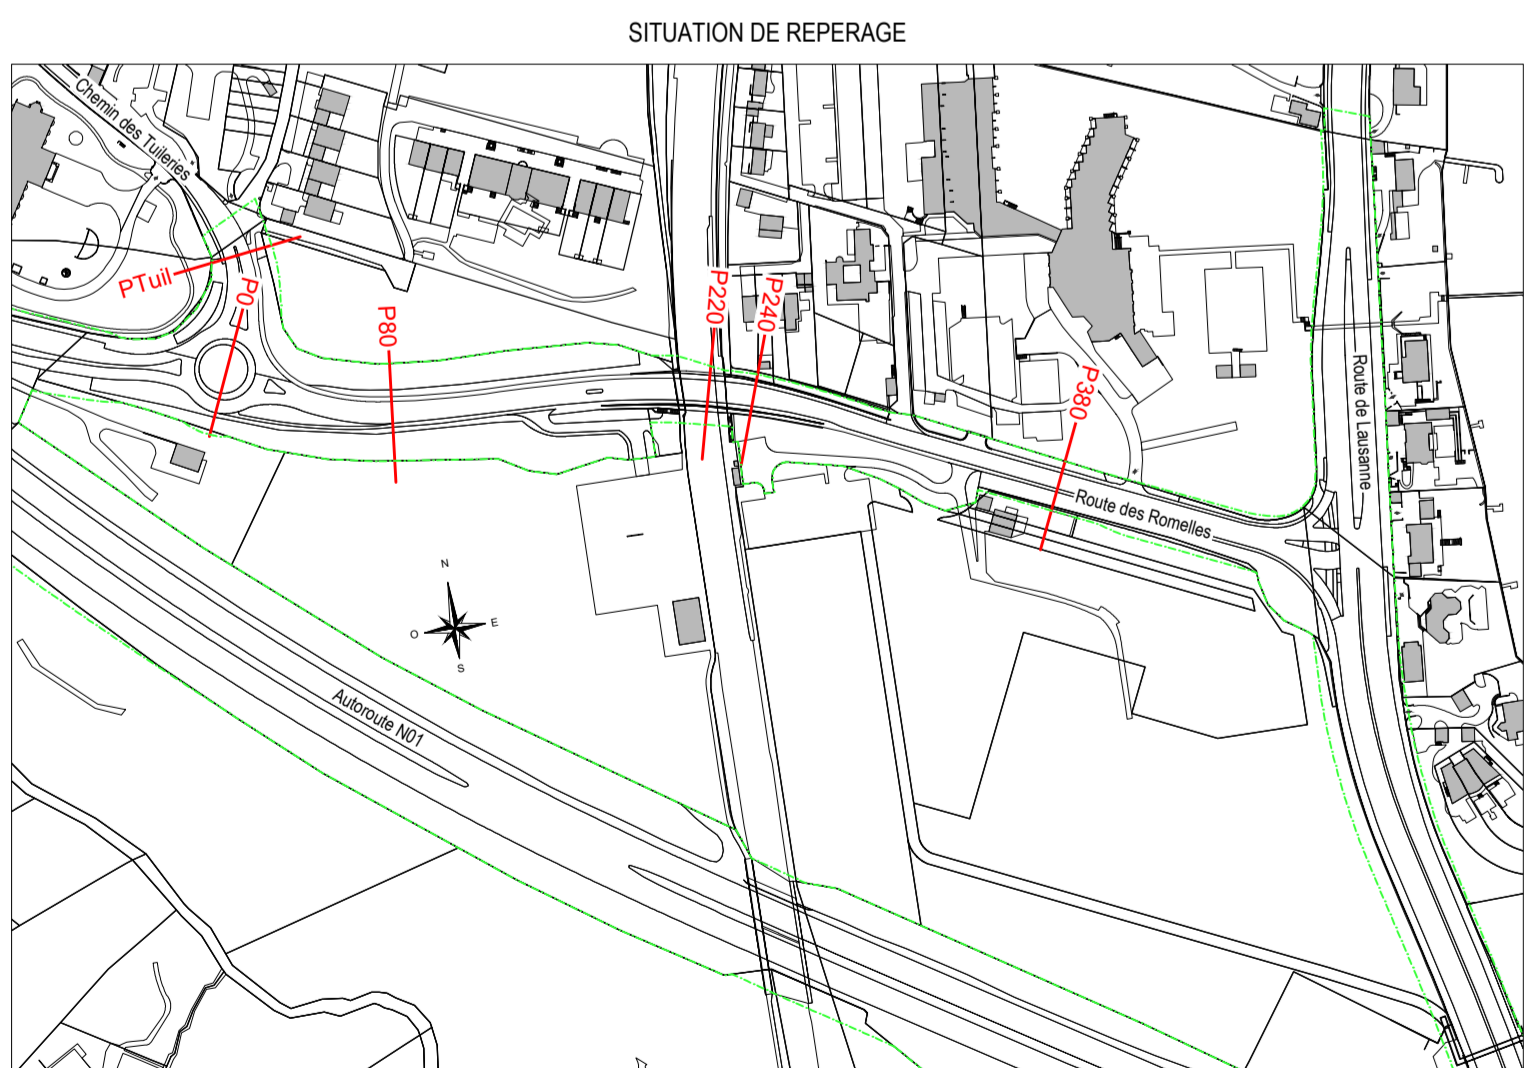 SITUATION DE REPERAGE
Chemin des Tuileries
PTuil
P0
P80
P220
P240
P380
Route de Lausanne
Route des Romelles
N
O
E
S
Autoroute N01